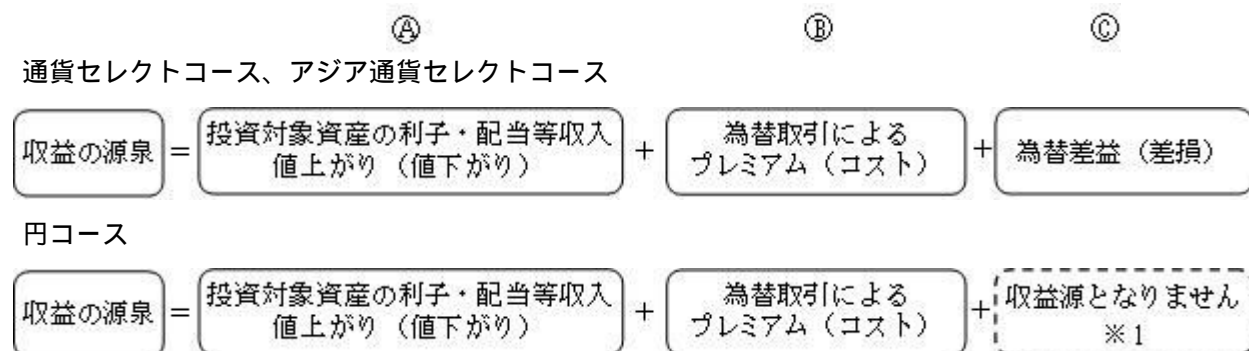 Ⓐ Ⓑ Ⓒ
通貨セレクトコース、アジア通貨セレクトコース
収益の源泉 = 投資対象資産の利子・配当等収入 値上がり（値下がり） + 為替取引による プレミアム（コスト） + 為替差益（差損）
円コース
収益の源泉 = 投資対象資産の利子・配当等収入 値上がり（値下がり） + 為替取引による プレミアム（コスト） + 収益源となりません ※1